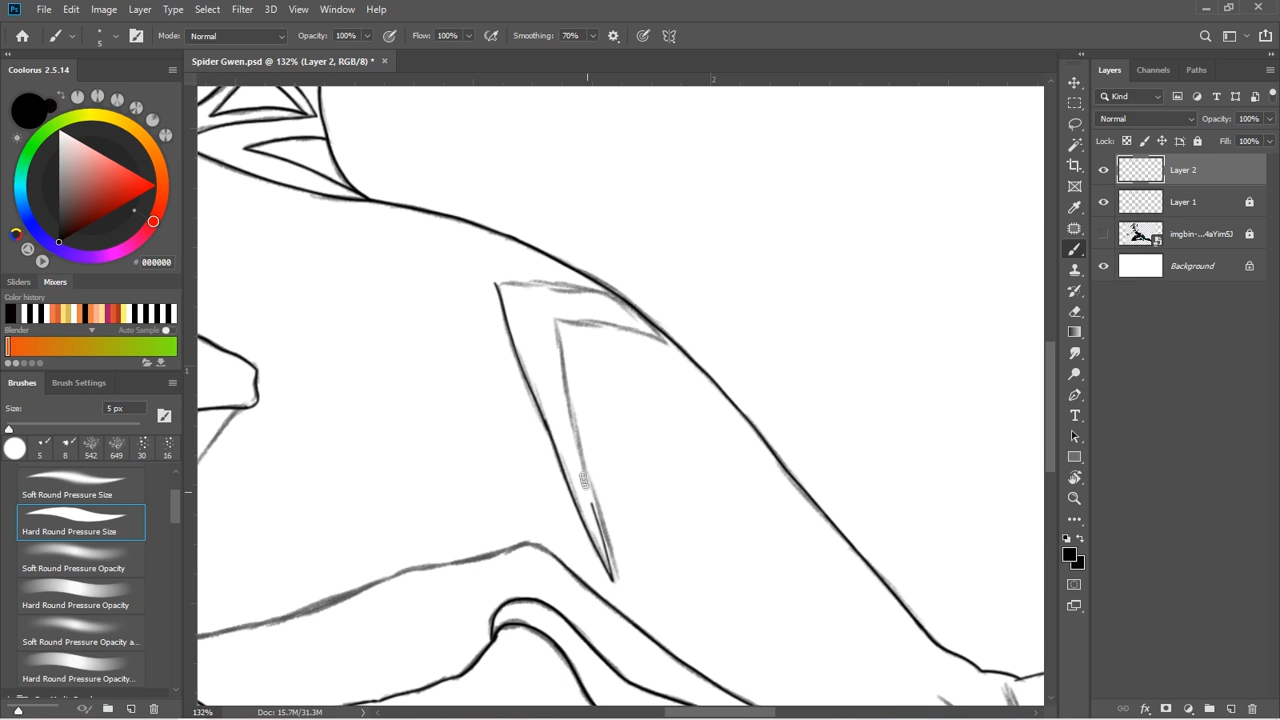 Ps File Edit Image Layer Type Select Filter 3D View Window Help
5 Mode: Normal Opacity: 100% Flow: 100% Smoothing: 70%
Spider Gwen.psd @ 132% (Layer 2, RGB/8) *
Coolorus 2.5.14
# 000000
Sliders Mixers
Color history
Blender Auto Sample
Brushes Brush Settings
Size: 5 px
5 8 542 649 30 16
Soft Round Pressure Size
Hard Round Pressure Size
Soft Round Pressure Opacity
Hard Round Pressure Opacity
Soft Round Pressure Opacity a...
Hard Round Pressure Opacity...
2
1
132% Doc: 15.7M/31.3M
Layers Channels Paths
Kind
Normal Opacity: 100%
Lock: Fill: 100%
Layer 2
Layer 1
imgbin-...4aYim5J
Background